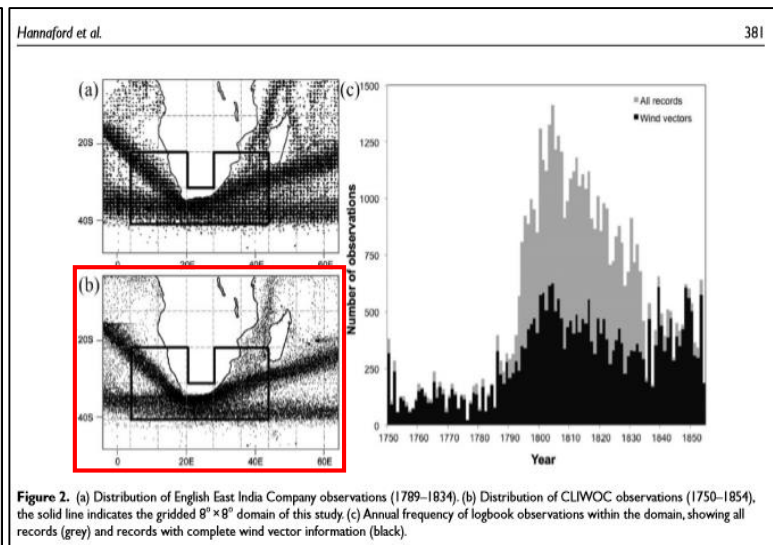 Hannaford et al. 381
(a)
20S
40S
0 20E 40E 60E
(b)
20S
40S
0 20E 40E 60E
(c)
Number of observations
1500
1250
1000
750
500
250
0
All records
Wind vectors
1750 1760 1770 1780 1790 1800 1810 1820 1830 1840 1850
Year
Figure 2. (a) Distribution of English East India Company observations (1789–1834). (b) Distribution of CLIWOC observations (1750–1854),
the solid line indicates the gridded 8° × 8° domain of this study. (c) Annual frequency of logbook observations within the domain, showing all
records (grey) and records with complete wind vector information (black).